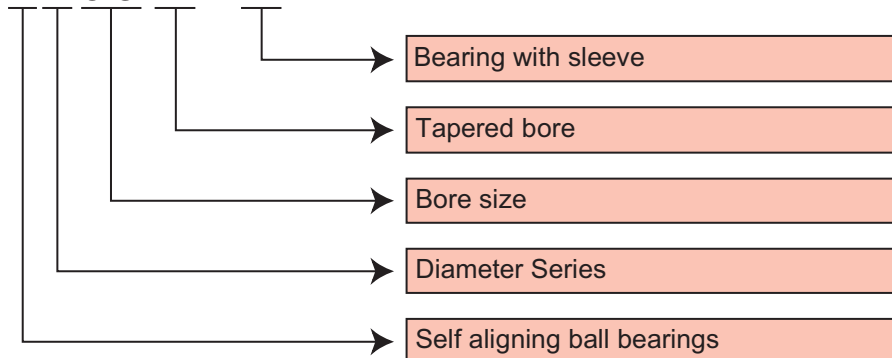 Bearing with sleeve
Tapered bore
Bore size
Diameter Series
Self aligning ball bearings